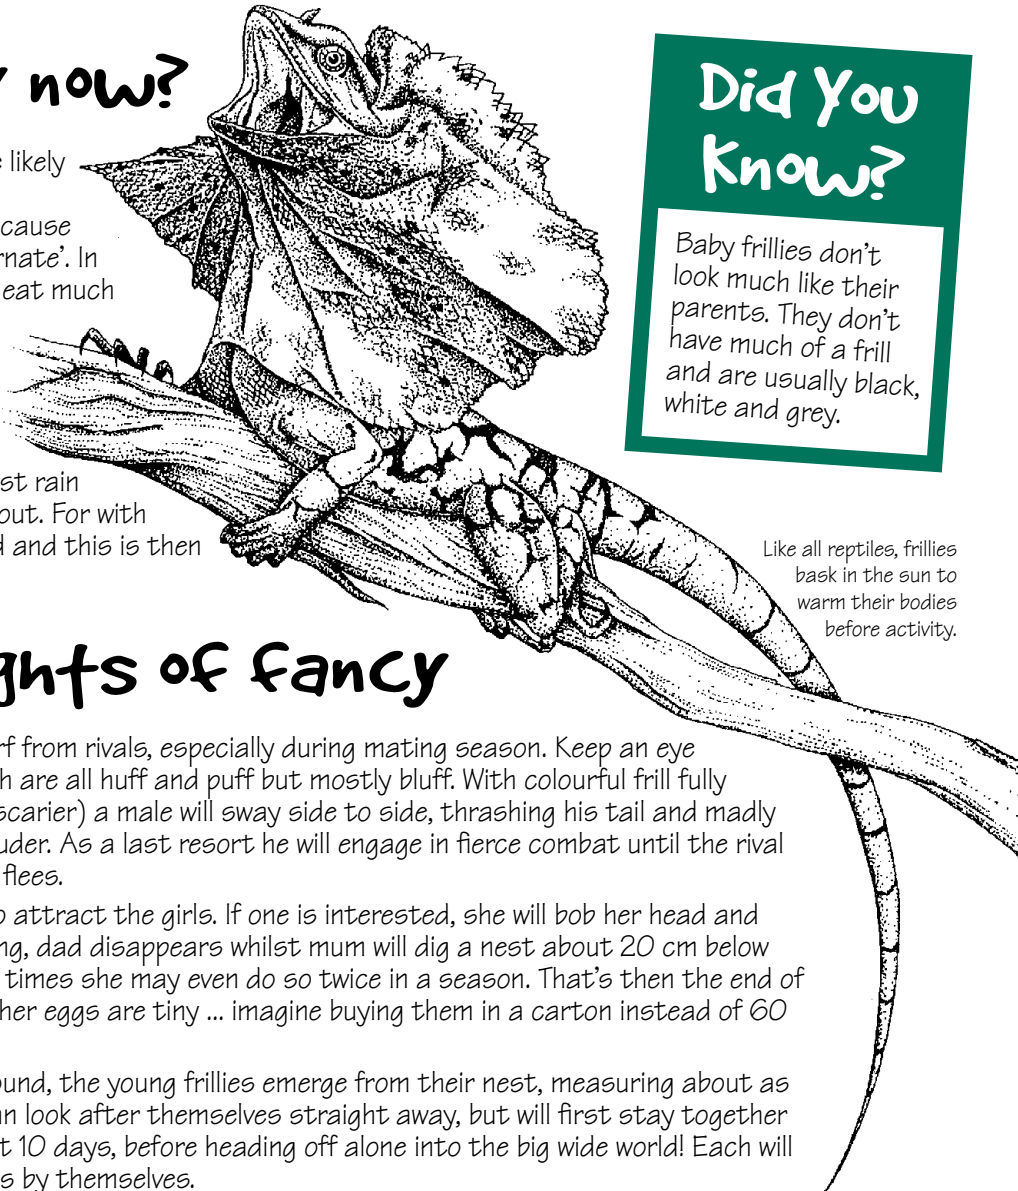 now?
likely
cause
rnate'. In
eat much
st rain
out. For with
and this is then
Did You
Know?
Baby frillies don't
look much like their
parents. They don't
have much of a frill
and are usually black,
white and grey.
Like all reptiles, frillies
bask in the sun to
warm their bodies
before activity.
ghts of fancy
rf from rivals, especially during mating season. Keep an eye
h are all huff and puff but mostly bluff. With colourful frill fully
scarier) a male will sway side to side, thrashing his tail and madly
uder. As a last resort he will engage in fierce combat until the rival
flees.
o attract the girls. If one is interested, she will bob her head and
ng, dad disappears whilst mum will dig a nest about 20 cm below
times she may even do so twice in a season. That's then the end of
her eggs are tiny ... imagine buying them in a carton instead of 60
ound, the young frillies emerge from their nest, measuring about as
an look after themselves straight away, but will first stay together
t 10 days, before heading off alone into the big wide world! Each will
s by themselves.